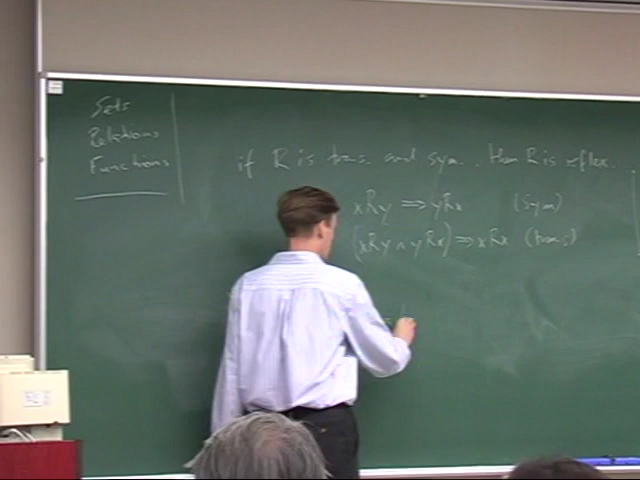 Sets
Relations
Functions
if R is trans. and sym. then R is reflex.
xRy ⟹ yRx (Sym)
(xRy ∧ yRx) ⟹ xRx (trans)